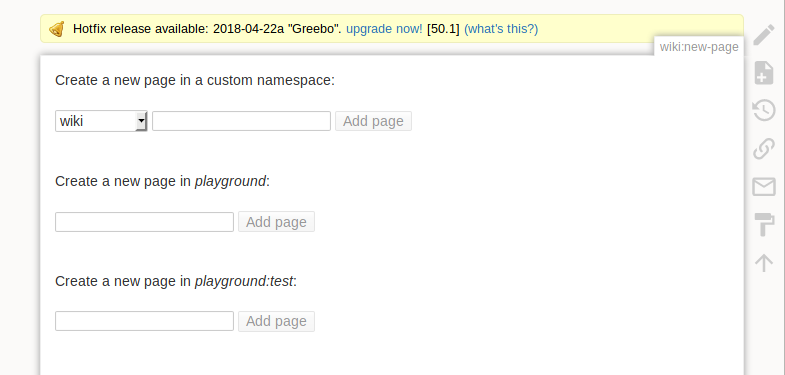 Hotfix release available: 2018-04-22a "Greebo". upgrade now! [50.1] (what's this?)
wiki:new-page
Create a new page in a custom namespace:
wiki Add page
Create a new page in playground:
Add page
Create a new page in playground:test:
Add page